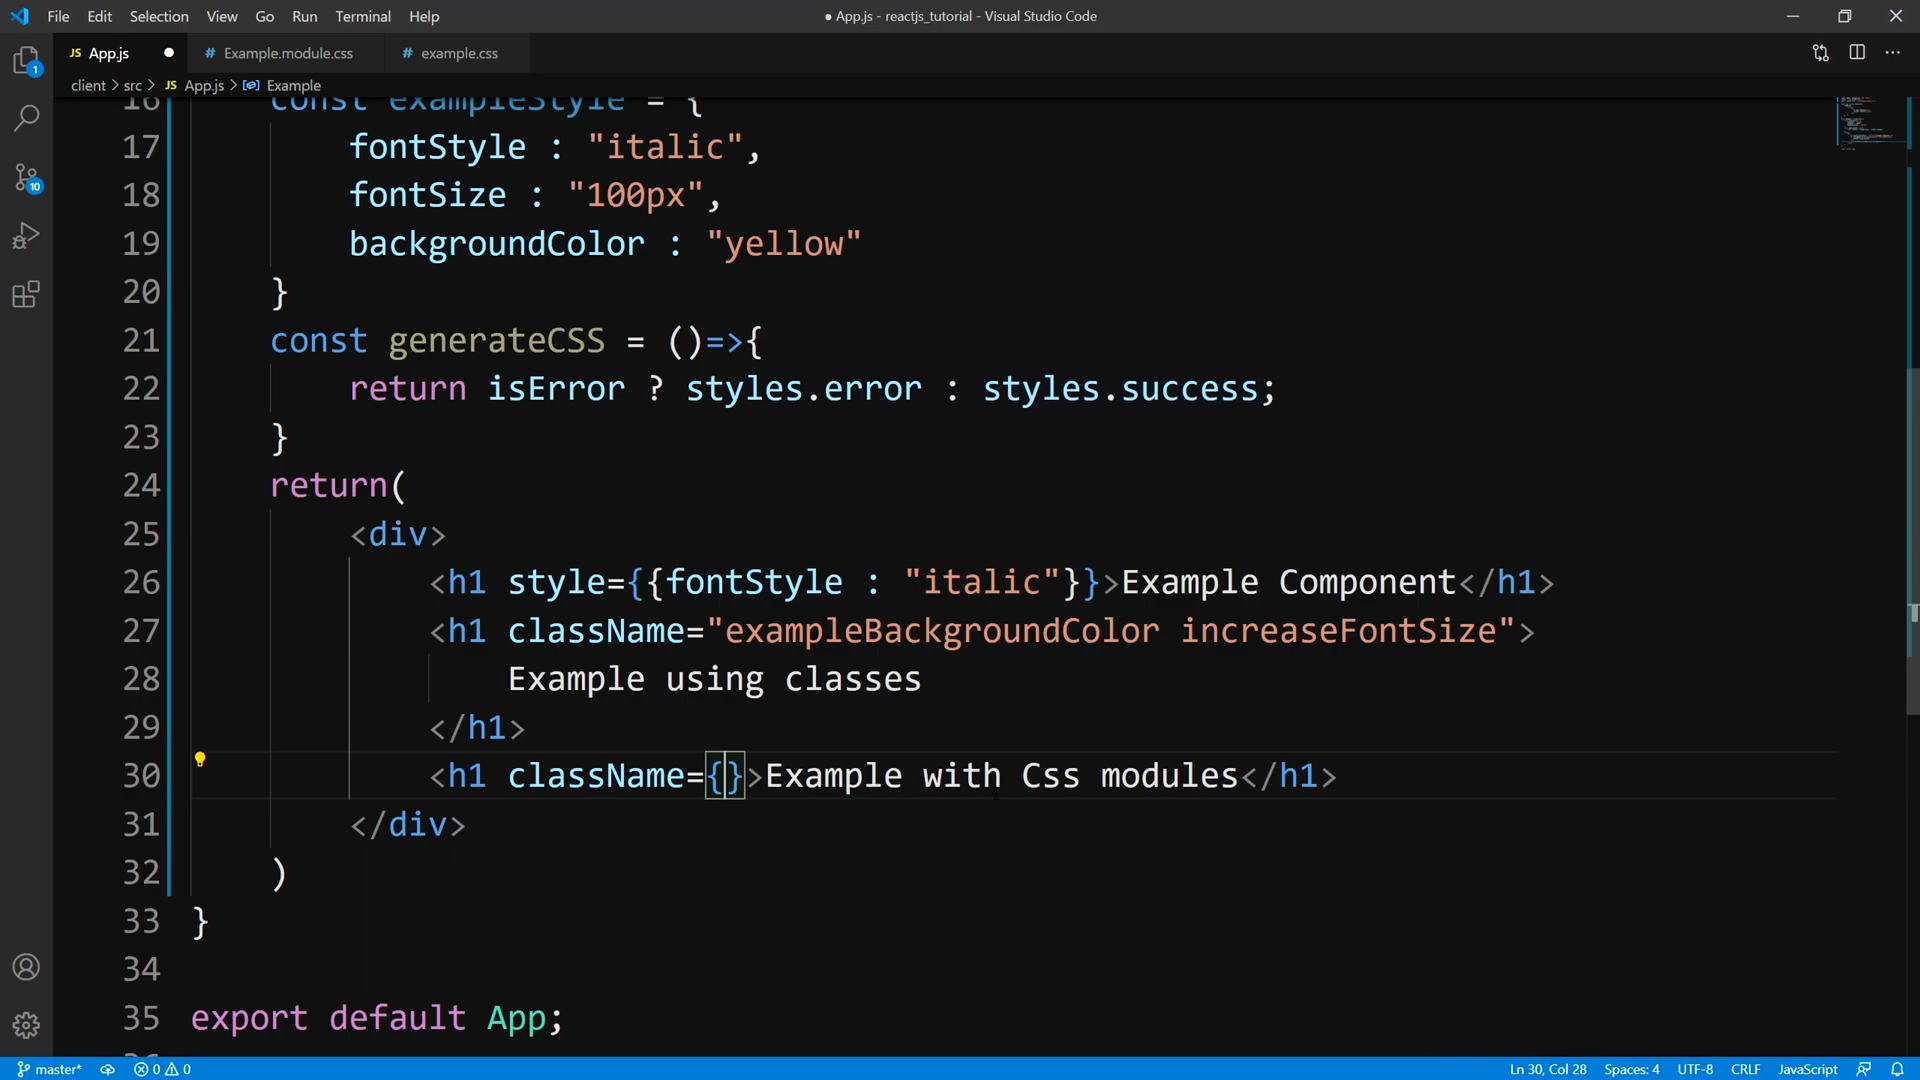 File Edit Selection View Go Run Terminal Help
● App.js - reactjs_tutorial - Visual Studio Code
JS App.js ● # Example.module.css # example.css
client > src > JS App.js > Example
16 const exampleStyle = {
17 fontStyle : "italic",
18 fontSize : "100px",
19 backgroundColor : "yellow"
20 }
21 const generateCSS = ()=>{
22 return isError ? styles.error : styles.success;
23 }
24 return(
25 <div>
26 <h1 style={{fontStyle : "italic"}}>Example Component</h1>
27 <h1 className="exampleBackgroundColor increaseFontSize">
28 Example using classes
29 </h1>
30 <h1 className={}>Example with Css modules</h1>
31 </div>
32 )
33 }
34
35 export default App;
1
10
master* 0 0 Ln 30, Col 28 Spaces: 4 UTF-8 CRLF JavaScript